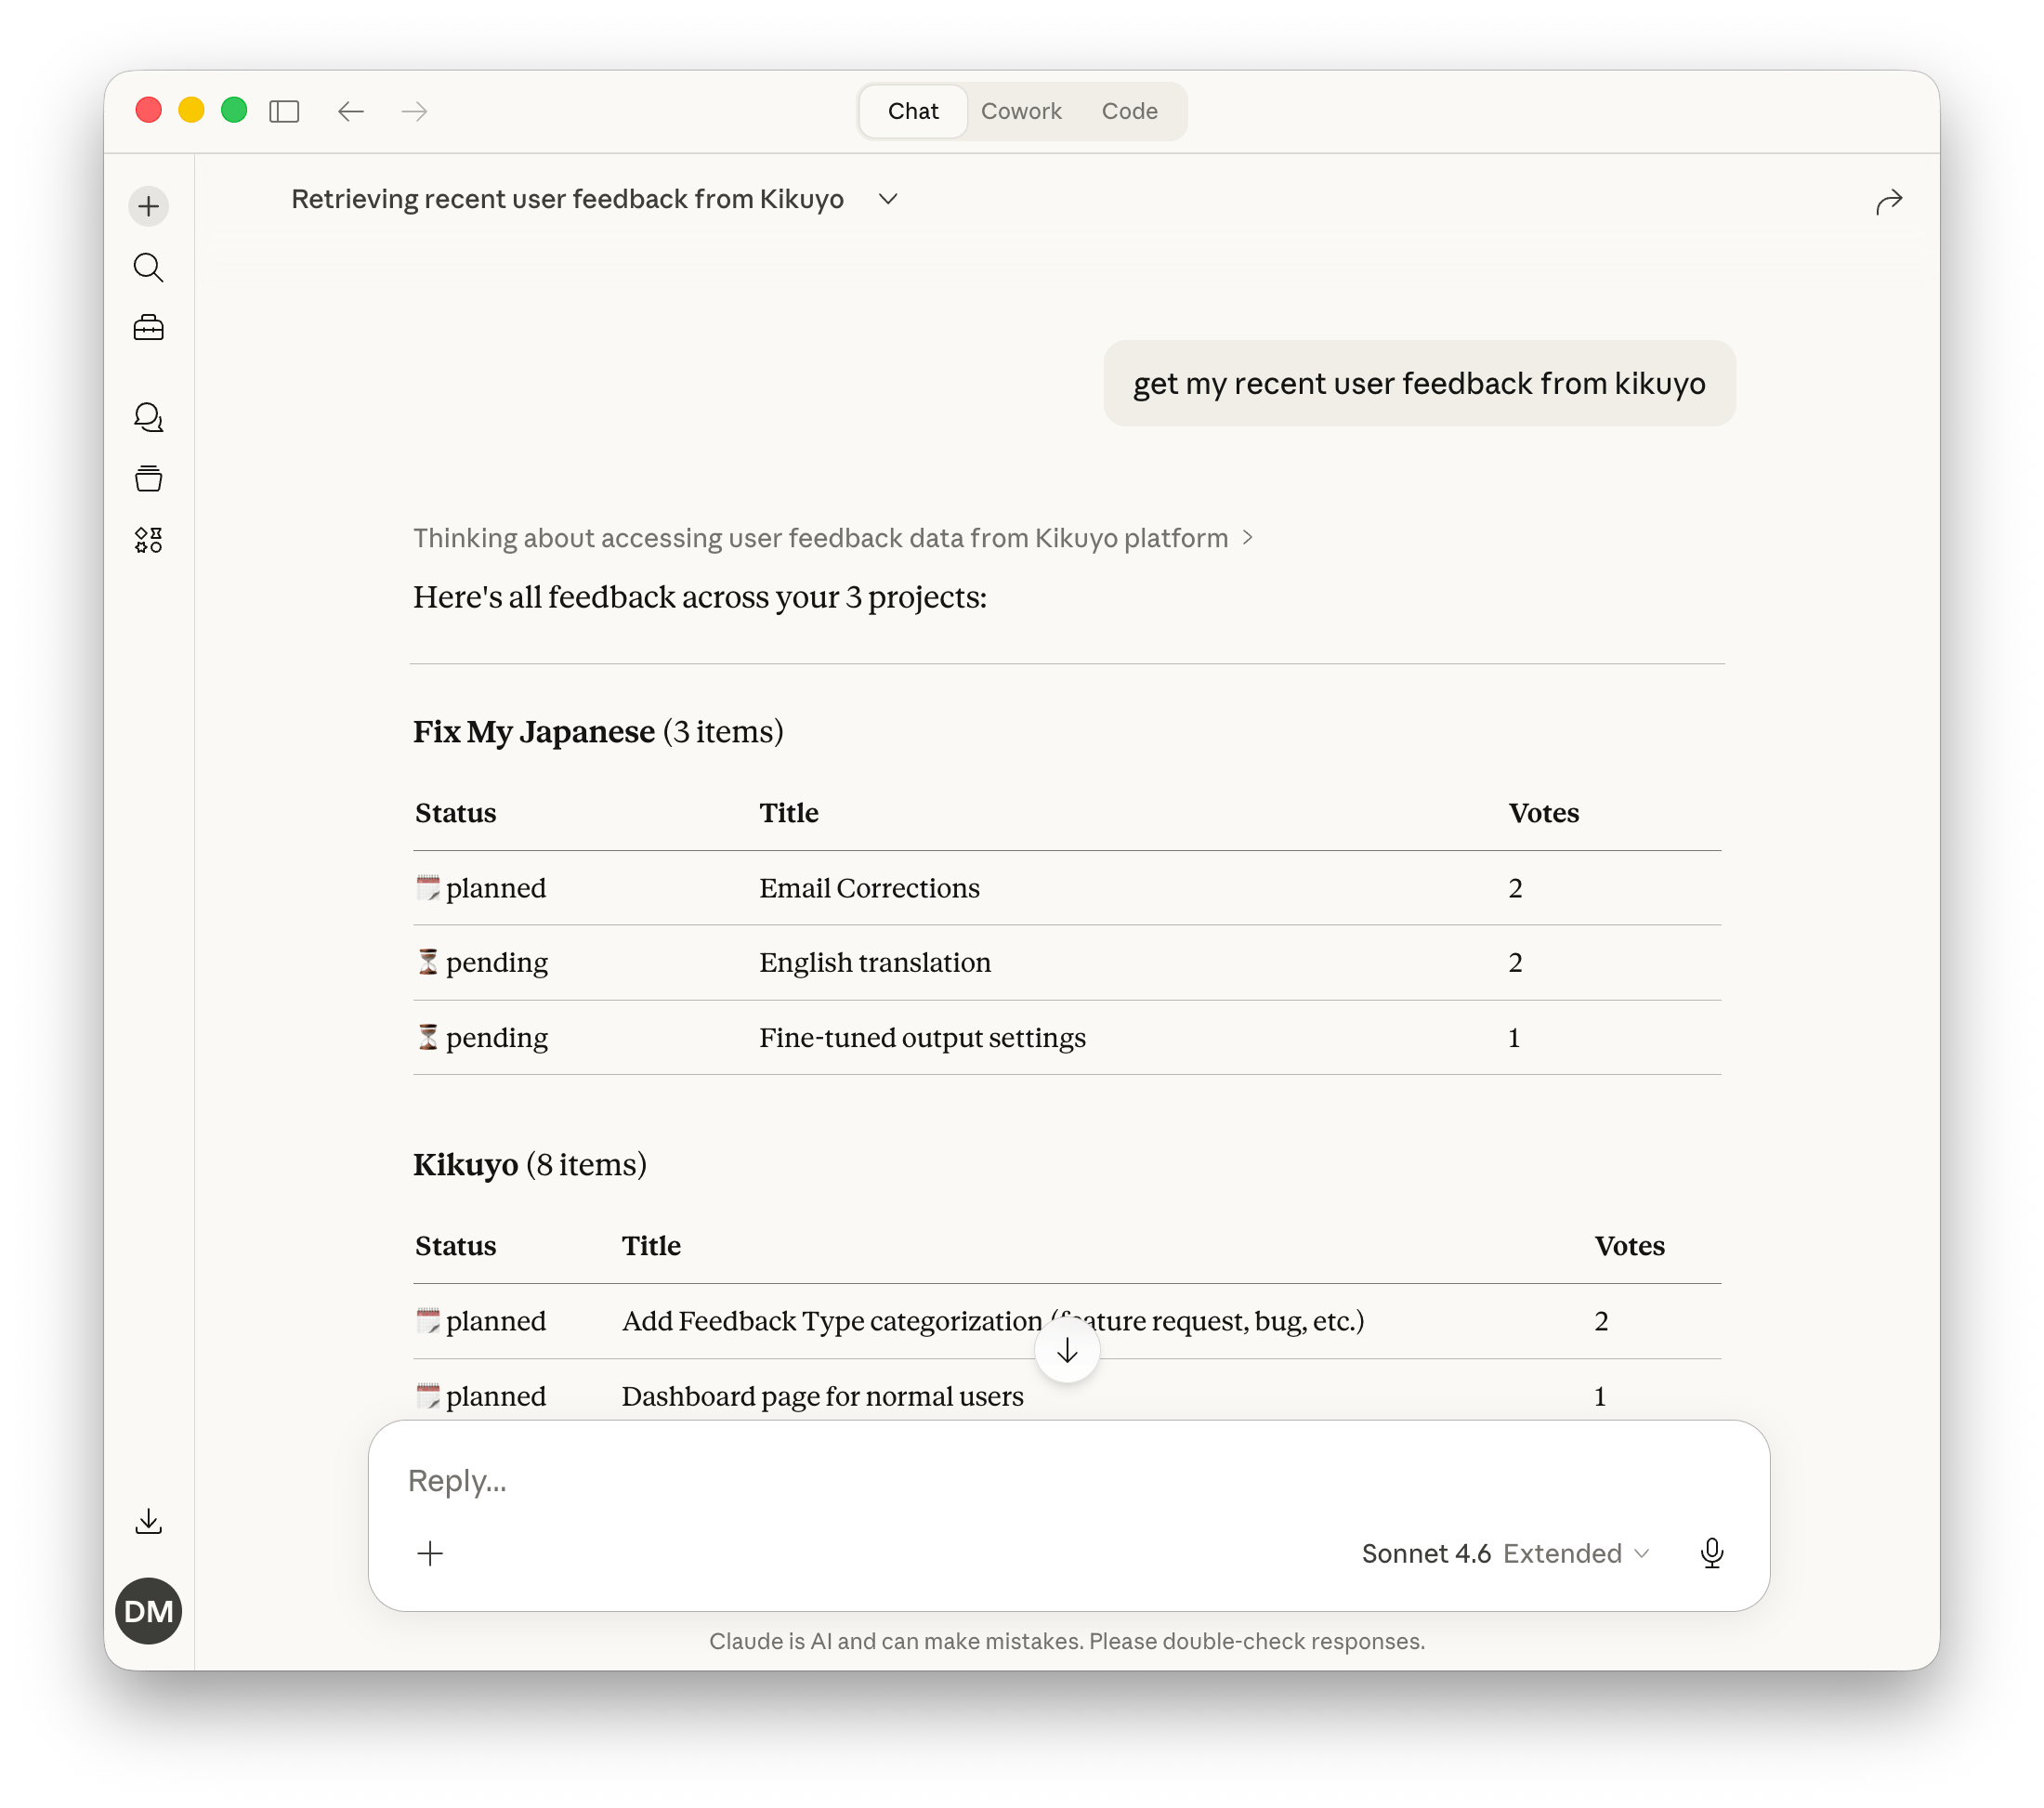 Chat Cowork Code
Retrieving recent user feedback from Kikuyo
get my recent user feedback from kikuyo
Thinking about accessing user feedback data from Kikuyo platform
Here's all feedback across your 3 projects:
Fix My Japanese (3 items)
Status Title Votes
planned Email Corrections 2
pending English translation 2
pending Fine-tuned output settings 1
Kikuyo (8 items)
Status Title Votes
planned Add Feedback Type categorization (feature request, bug, etc.) 2
planned Dashboard page for normal users 1
Reply...
Sonnet 4.6 Extended
DM
Claude is AI and can make mistakes. Please double-check responses.